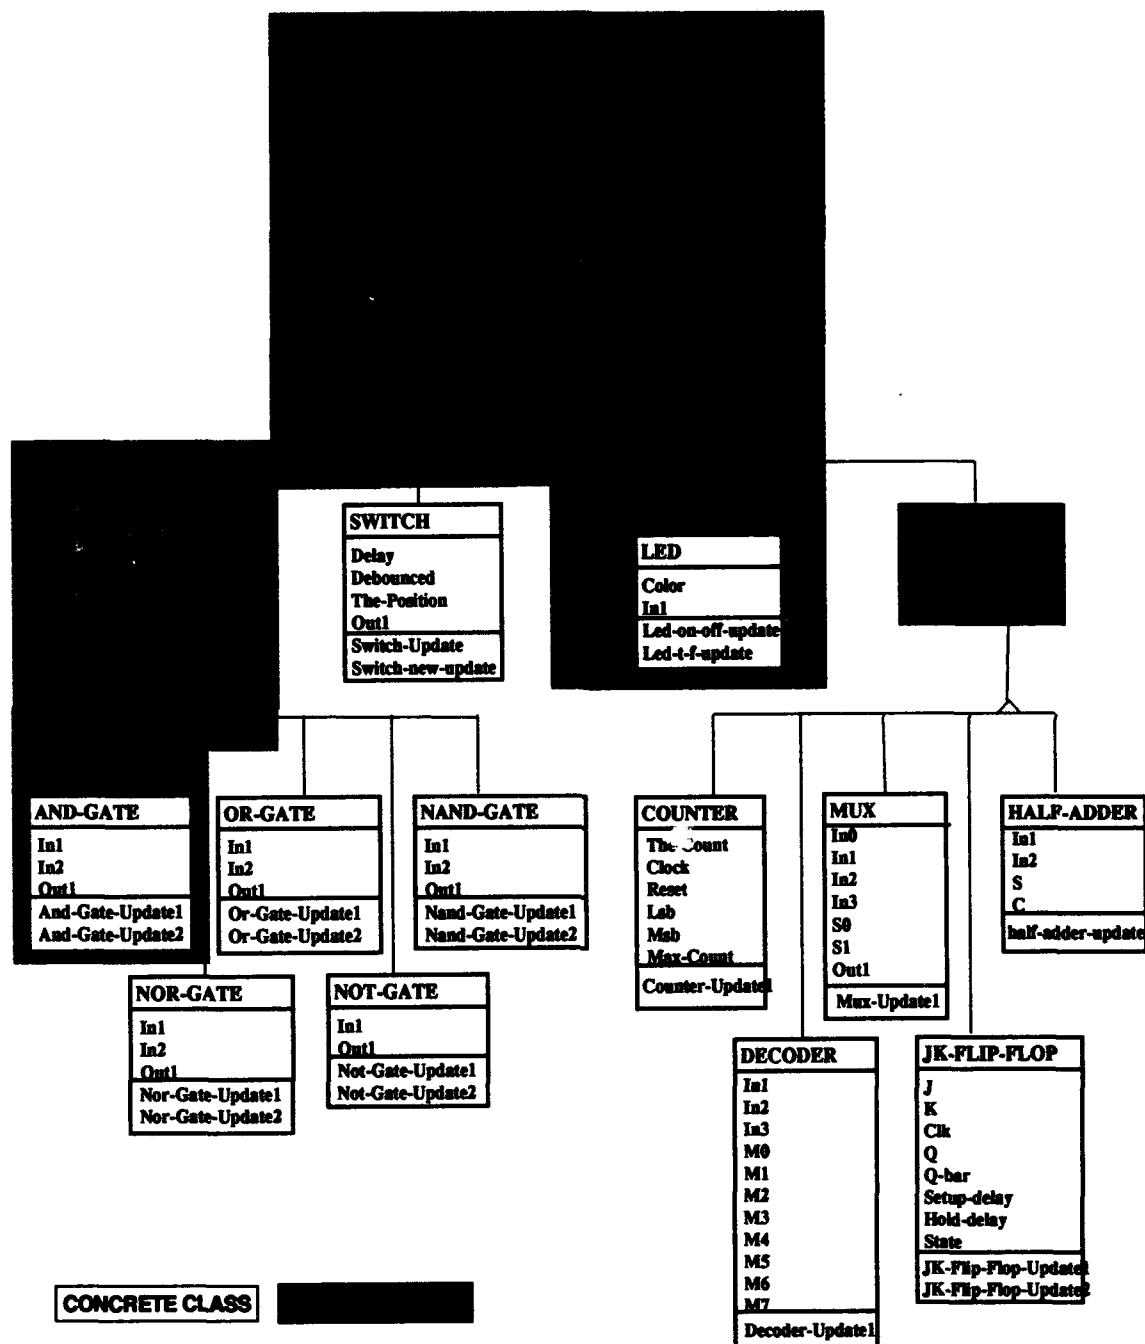 SWITCH
Delay
Debounced
The-Position
Out1
Switch-Update
Switch-new-update
LED
Color
In1
Led-on-off-update
Led-t-f-update
AND-GATE
In1
In2
Out1
And-Gate-Update1
And-Gate-Update2
OR-GATE
In1
In2
Out1
Or-Gate-Update1
Or-Gate-Update2
NAND-GATE
In1
In2
Out1
Nand-Gate-Update1
Nand-Gate-Update2
COUNTER
The-Count
Clock
Reset
Lsb
Msb
Max-Count
Counter-Update1
MUX
In0
In1
In2
In3
S0
S1
Out1
Mux-Update1
HALF-ADDER
In1
In2
S
C
half-adder-update
NOR-GATE
In1
In2
Out1
Nor-Gate-Update1
Nor-Gate-Update2
NOT-GATE
In1
Out1
Not-Gate-Update1
Not-Gate-Update2
DECODER
In1
In2
In3
M0
M1
M2
M3
M4
M5
M6
M7
Decoder-Update1
JK-FLIP-FLOP
J
K
Clk
Q
Q-bar
Setup-delay
Hold-delay
State
JK-Flip-Flop-Update1
JK-Flip-Flop-Update2
CONCRETE CLASS